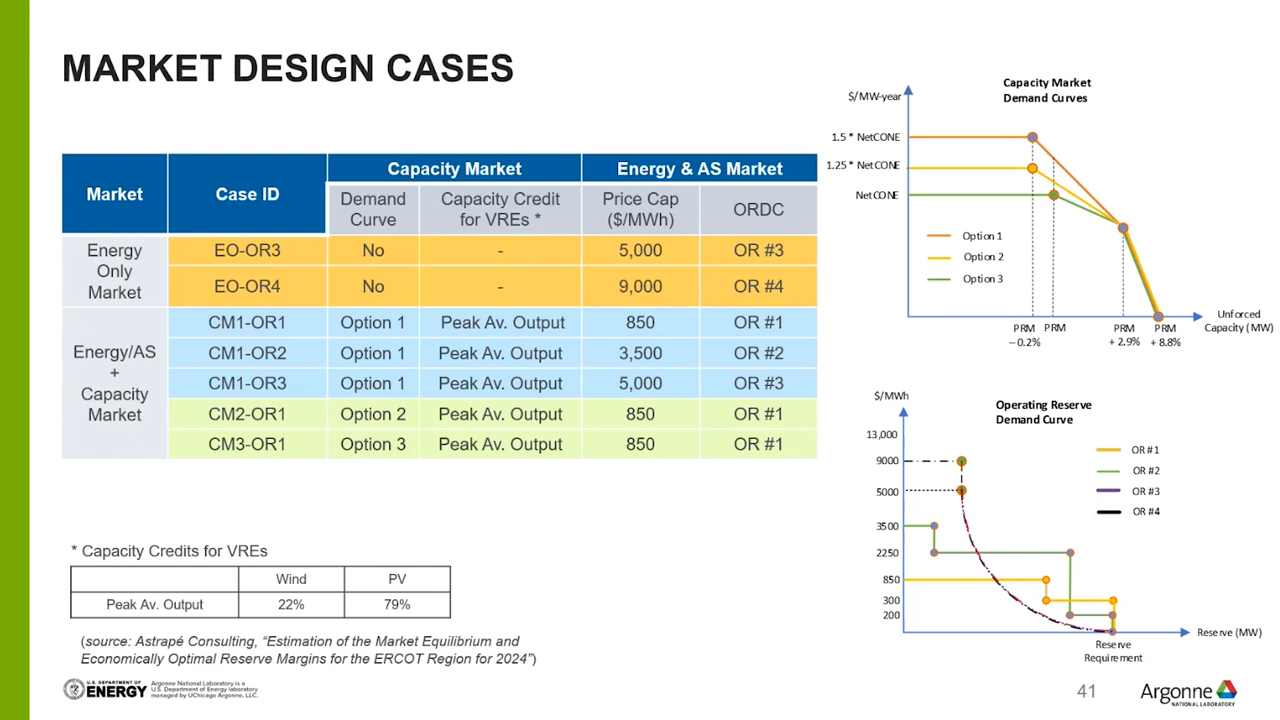 MARKET DESIGN CASES
Market
Case ID
Capacity Market
Energy & AS Market
Demand Curve
Capacity Credit for VREs *
Price Cap ($/MWh)
ORDC
Energy Only Market
EO-OR3 No - 5,000 OR #3
EO-OR4 No - 9,000 OR #4
Energy/AS + Capacity Market
CM1-OR1 Option 1 Peak Av. Output 850 OR #1
CM1-OR2 Option 1 Peak Av. Output 3,500 OR #2
CM1-OR3 Option 1 Peak Av. Output 5,000 OR #3
CM2-OR1 Option 2 Peak Av. Output 850 OR #1
CM3-OR1 Option 3 Peak Av. Output 850 OR #1
* Capacity Credits for VREs
Wind PV
Peak Av. Output 22% 79%
(source: Astrapé Consulting, “Estimation of the Market Equilibrium and
Economically Optimal Reserve Margins for the ERCOT Region for 2024”)
Capacity Market
Demand Curves
$/MW-year
1.5 * NetCONE
1.25 * NetCONE
NetCONE
Option 1
Option 2
Option 3
PRM
– 0.2%
PRM
PRM
+ 2.9%
PRM
+ 8.8%
Unforced
Capacity (MW)
$/MWh
Operating Reserve
Demand Curve
13,000
9000
5000
3500
2250
850
300
200
OR #1
OR #2
OR #3
OR #4
Reserve (MW)
Reserve
Requirement
U.S. DEPARTMENT OF
ENERGY
Argonne National Laboratory is a
U.S. Department of Energy laboratory
managed by UChicago Argonne, LLC.
41
Argonne
NATIONAL LABORATORY